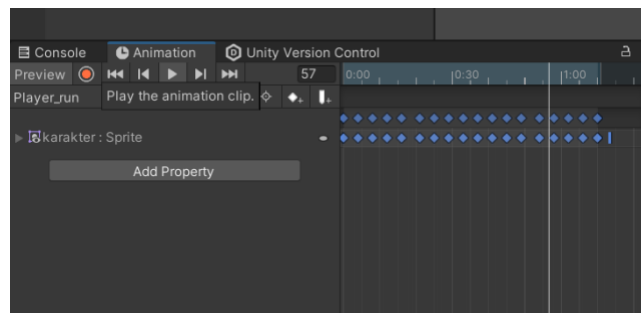 Console Animation Unity Version Control
Preview 57 0:00 0:30 1:00
Player_run Play the animation clip.
karakter : Sprite
Add Property